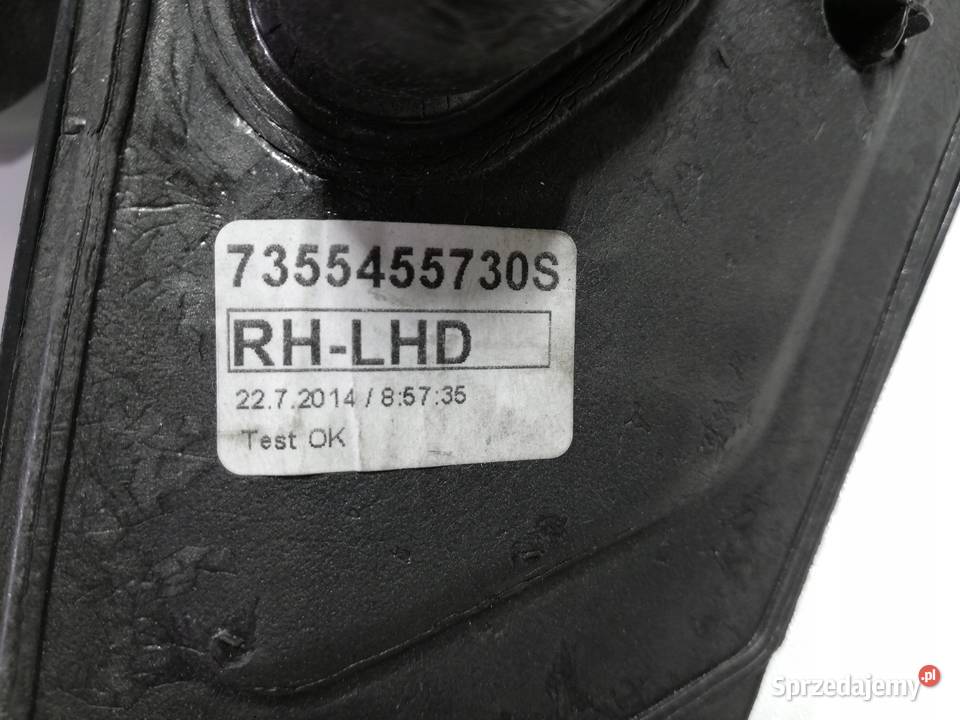 7355455730S
RH-LHD
22.7.2014 / 8:57:35
Test OK
Sprzedajemy.pl